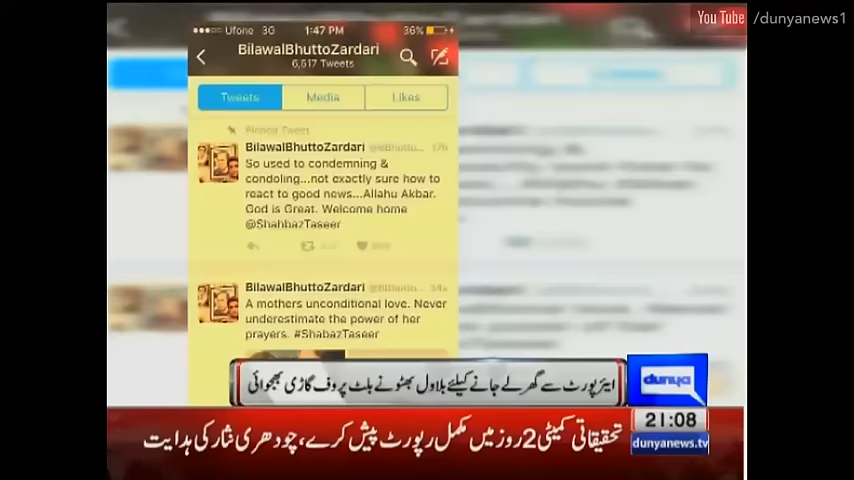 You Tube /dunyanews1
Ufone 3G 1:47 PM 36%
BilawalBhuttoZardari
6,517 Tweets
Tweets Media Likes
Pinned Tweet
BilawalBhuttoZardari @BBhutto... 17h
So used to condemning &
condoling...not exactly sure how to
react to good news...Allahu Akbar.
God is Great. Welcome home
@ShahbazTaseer
BilawalBhuttoZardari @BBhutto... 34s
A mothers unconditional love. Never
underestimate the power of her
prayers. #ShabazTaseer
ایئرپورٹ سے گھر لے جانے کیلئے بلاول بھٹو نے بلٹ پروف گاڑی بھجوائی
dunya
21:08
تحقیقاتی کمیٹی 2 روز میں مکمل رپورٹ پیش کرے، چودھری نثار کی ہدایت
dunyanews.tv